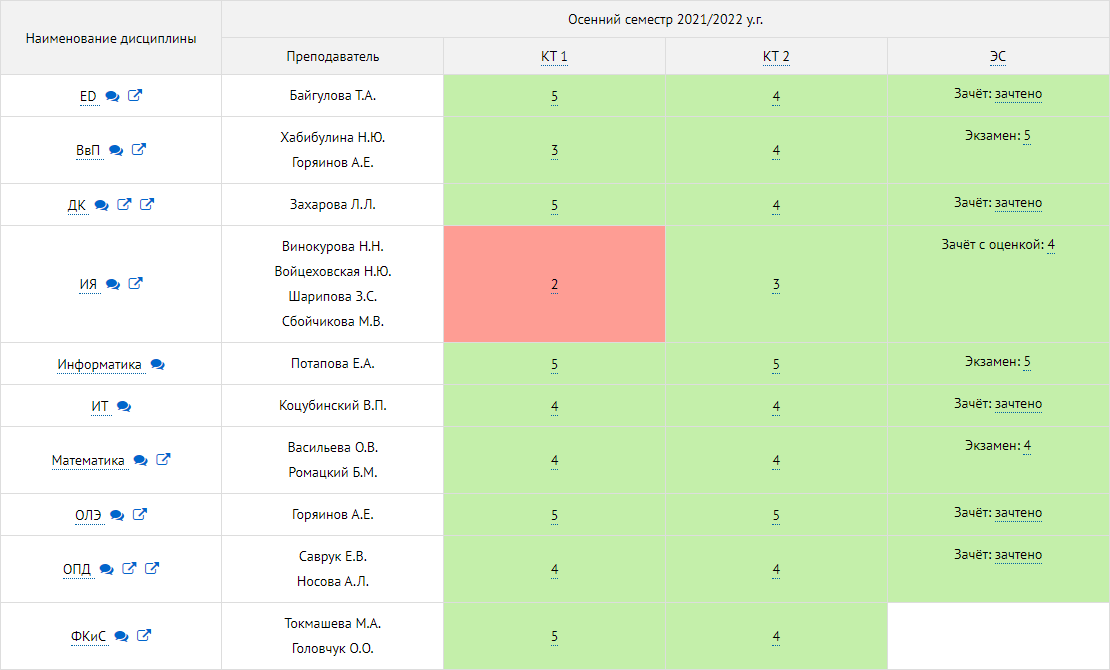 Наименование дисциплины
Осенний семестр 2021/2022 у.г.
Преподаватель КТ 1 КТ 2 ЭС
ED Байгулова Т.А. 5 4 Зачёт: зачтено
ВвП Хабибулина Н.Ю. 3 4 Экзамен: 5
Горяинов А.Е.
ДК Захарова Л.Л. 5 4 Зачёт: зачтено
ИЯ Винокурова Н.Н. 2 3 Зачёт с оценкой: 4
Войцеховская Н.Ю.
Шарипова З.С.
Сбойчикова М.В.
Информатика Потапова Е.А. 5 5 Экзамен: 5
ИТ Коцубинский В.П. 4 4 Зачёт: зачтено
Математика Васильева О.В. 4 4 Экзамен: 4
Ромацкий Б.М.
ОЛЭ Горяинов А.Е. 5 5 Зачёт: зачтено
ОПД Саврук Е.В. 4 4 Зачёт: зачтено
Носова А.Л.
ФКиС Токмашева М.А. 5 4
Головчук О.О.